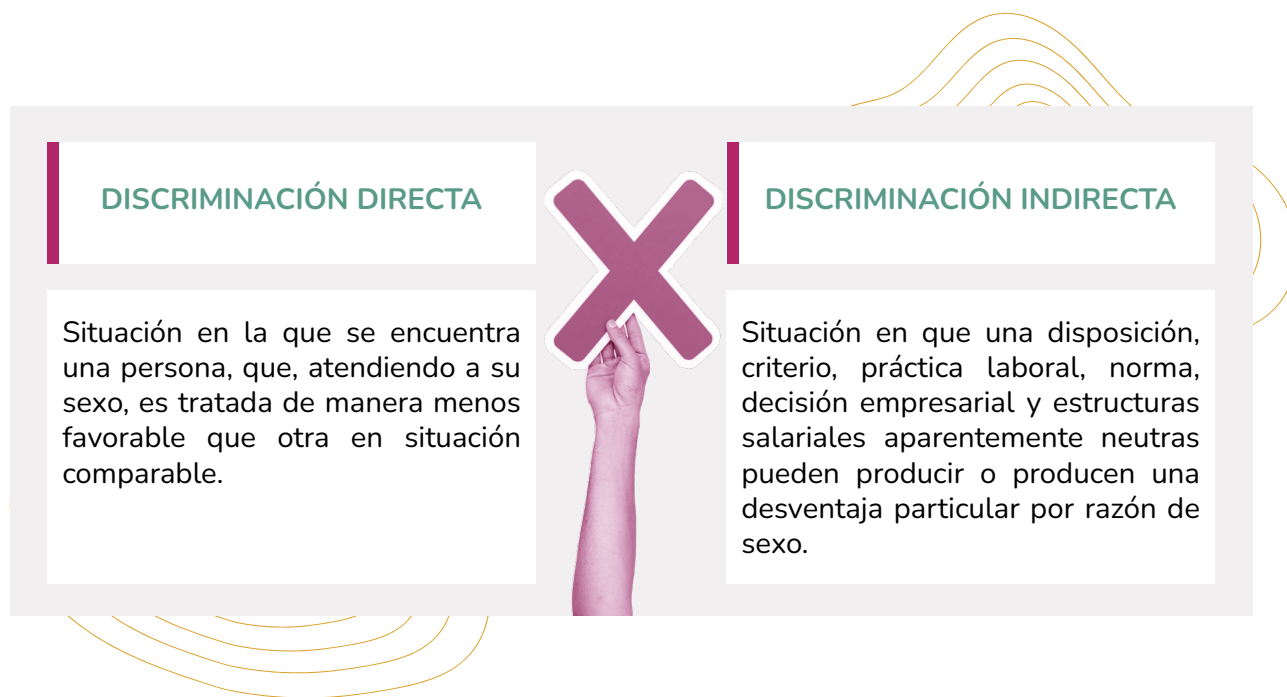 DISCRIMINACIÓN DIRECTA
Situación en la que se encuentra
una persona, que, atendiendo a su
sexo, es tratada de manera menos
favorable que otra en situación
comparable.
DISCRIMINACIÓN INDIRECTA
Situación en que una disposición,
criterio, práctica laboral, norma,
decisión empresarial y estructuras
salariales aparentemente neutras
pueden producir o producen una
desventaja particular por razón de
sexo.